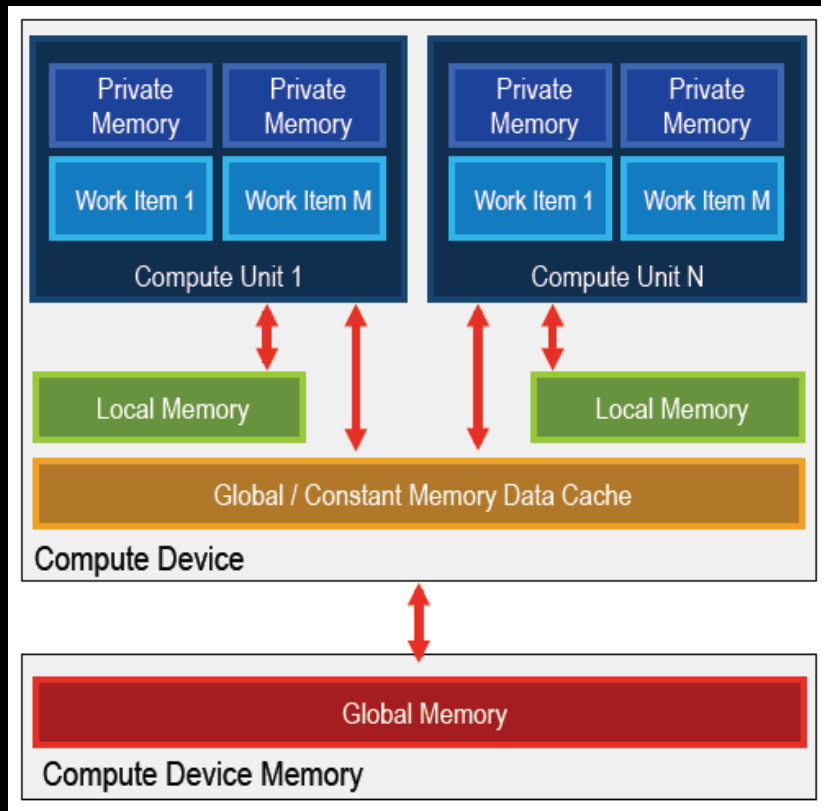 Private Memory
Private Memory
Private Memory
Private Memory
Work Item 1
Work Item M
Work Item 1
Work Item M
Compute Unit 1
Compute Unit N
Local Memory
Local Memory
Global / Constant Memory Data Cache
Compute Device
Global Memory
Compute Device Memory